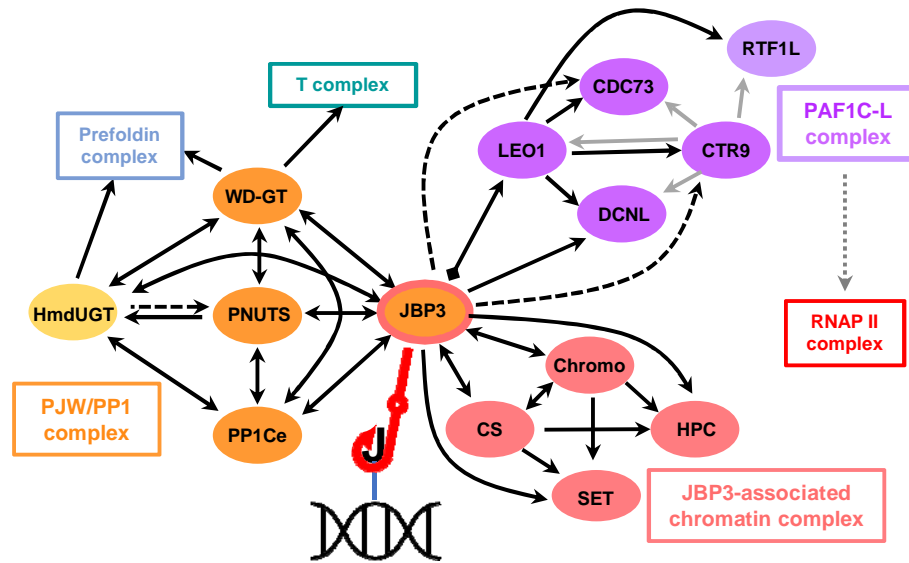 RTF1L
T complex
CDC73
PAF1C-L
complex
Prefoldin
complex
LEO1
CTR9
WD-GT
DCNL
HmdUGT
PNUTS
JBP3
RNAP II
complex
Chromo
PJW/PP1
complex
PP1Ce
CS
HPC
J
SET
JBP3-associated
chromatin complex